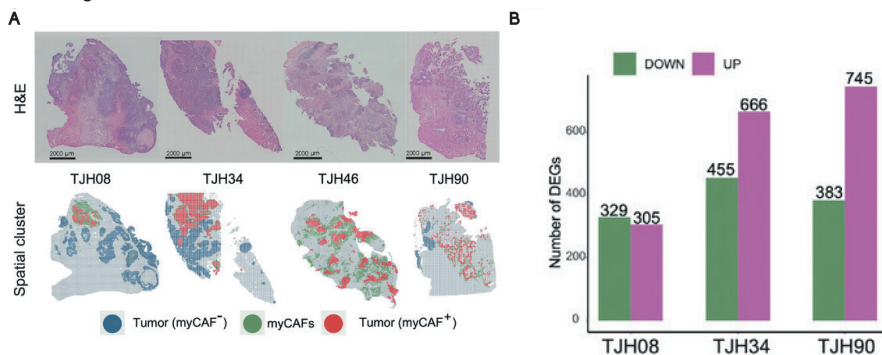 A
H&E
2000 µm
2000 µm
2000 µm
2000 µm
TJH08
TJH34
TJH46
TJH90
Spatial cluster
Tumor (myCAF⁻)
myCAFs
Tumor (myCAF⁺)
B
DOWN
UP
Number of DEGs
600
400
200
0
329
305
455
666
383
745
TJH08
TJH34
TJH90